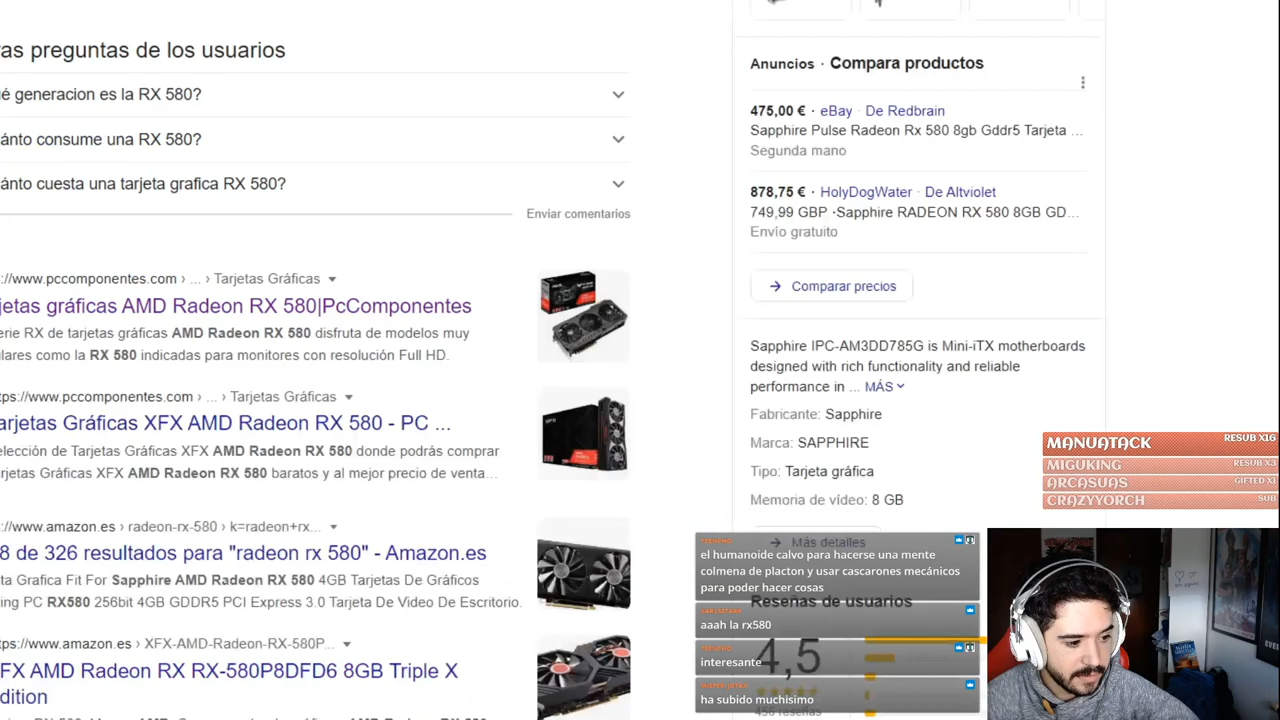 ras preguntas de los usuarios
é generacion es la RX 580?
ánto consume una RX 580?
ánto cuesta una tarjeta grafica RX 580?
Enviar comentarios
://www.pccomponentes.com › ... › Tarjetas Gráficas
jetas gráficas AMD Radeon RX 580|PcComponentes
erie RX de tarjetas gráficas AMD Radeon RX 580 disfruta de modelos muy
ulares como la RX 580 indicadas para monitores con resolución Full HD.
tps://www.pccomponentes.com › ... › Tarjetas Gráficas
arjetas Gráficas XFX AMD Radeon RX 580 - PC ...
elección de Tarjetas Gráficas XFX AMD Radeon RX 580 donde podrás comprar
rjetas Gráficas XFX AMD Radeon RX 580 baratos y al mejor precio de venta...
://www.amazon.es › radeon-rx-580 › k=radeon+rx...
8 de 326 resultados para "radeon rx 580" - Amazon.es
ta Grafica Fit For Sapphire AMD Radeon RX 580 4GB Tarjetas De Gráficos
ing PC RX580 256bit 4GB GDDR5 PCI Express 3.0 Tarjeta De Video De Escritorio.
tps://www.amazon.es › XFX-AMD-Radeon-RX-580P...
FX AMD Radeon RX RX-580P8DFD6 8GB Triple X
dition
Anuncios · Compara productos
475,00 € · eBay · De Redbrain
Sapphire Pulse Radeon Rx 580 8gb Gddr5 Tarjeta ...
Segunda mano
878,75 € · HolyDogWater · De Altviolet
749,99 GBP ·Sapphire RADEON RX 580 8GB GD...
Envío gratuito
Comparar precios
Sapphire IPC-AM3DD785G is Mini-iTX motherboards
designed with rich functionality and reliable
performance in ... MÁS
Fabricante: Sapphire
Marca: SAPPHIRE
Tipo: Tarjeta gráfica
Memoria de vídeo: 8 GB
Más detalles
Reseñas de usuarios
4,5
456 reseñas
MANUATACK RESUB X16
MIGUKING RESUB X3
ARCASUAS GIFTED X1
CRAZYYORCH SUB
el humanoide calvo para hacerse una mente
colmena de placton y usar cascarones mecánicos
para poder hacer cosas
aaah la rx580
interesante
ha subido muchisimo